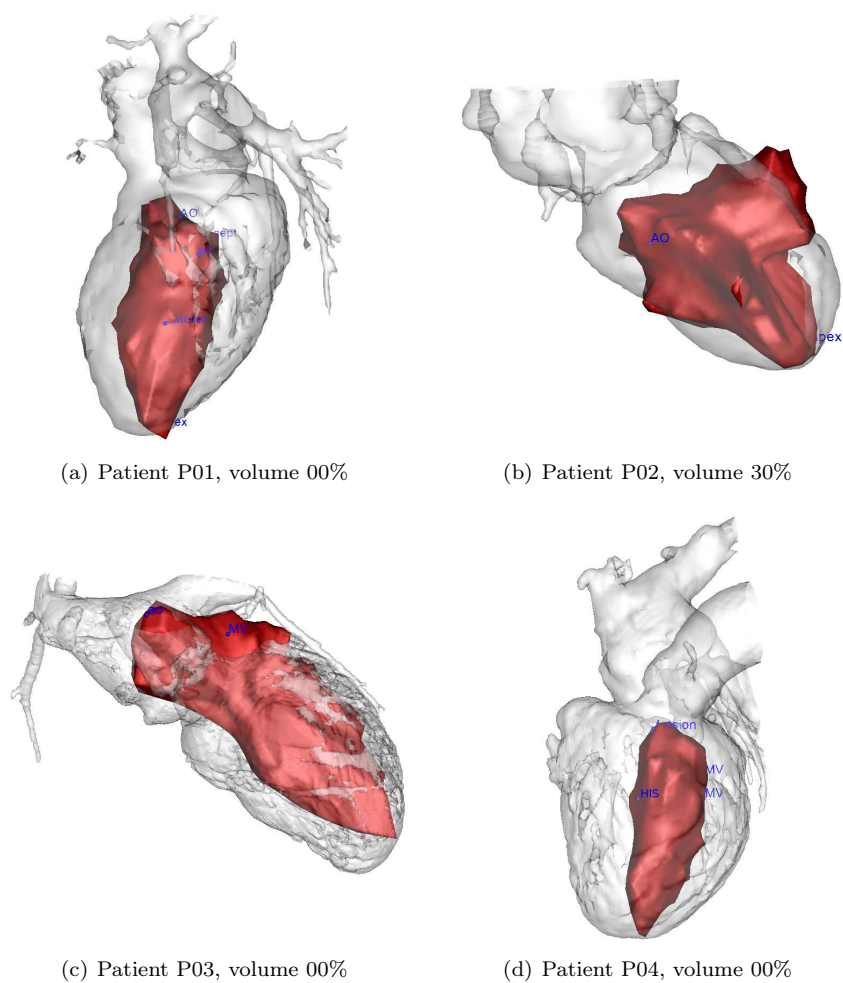 AO
sept
(a) Patient P01, volume 00%
AO
(b) Patient P02, volume 30%
MV
(c) Patient P03, volume 00%
MV
HIS MV
(d) Patient P04, volume 00%